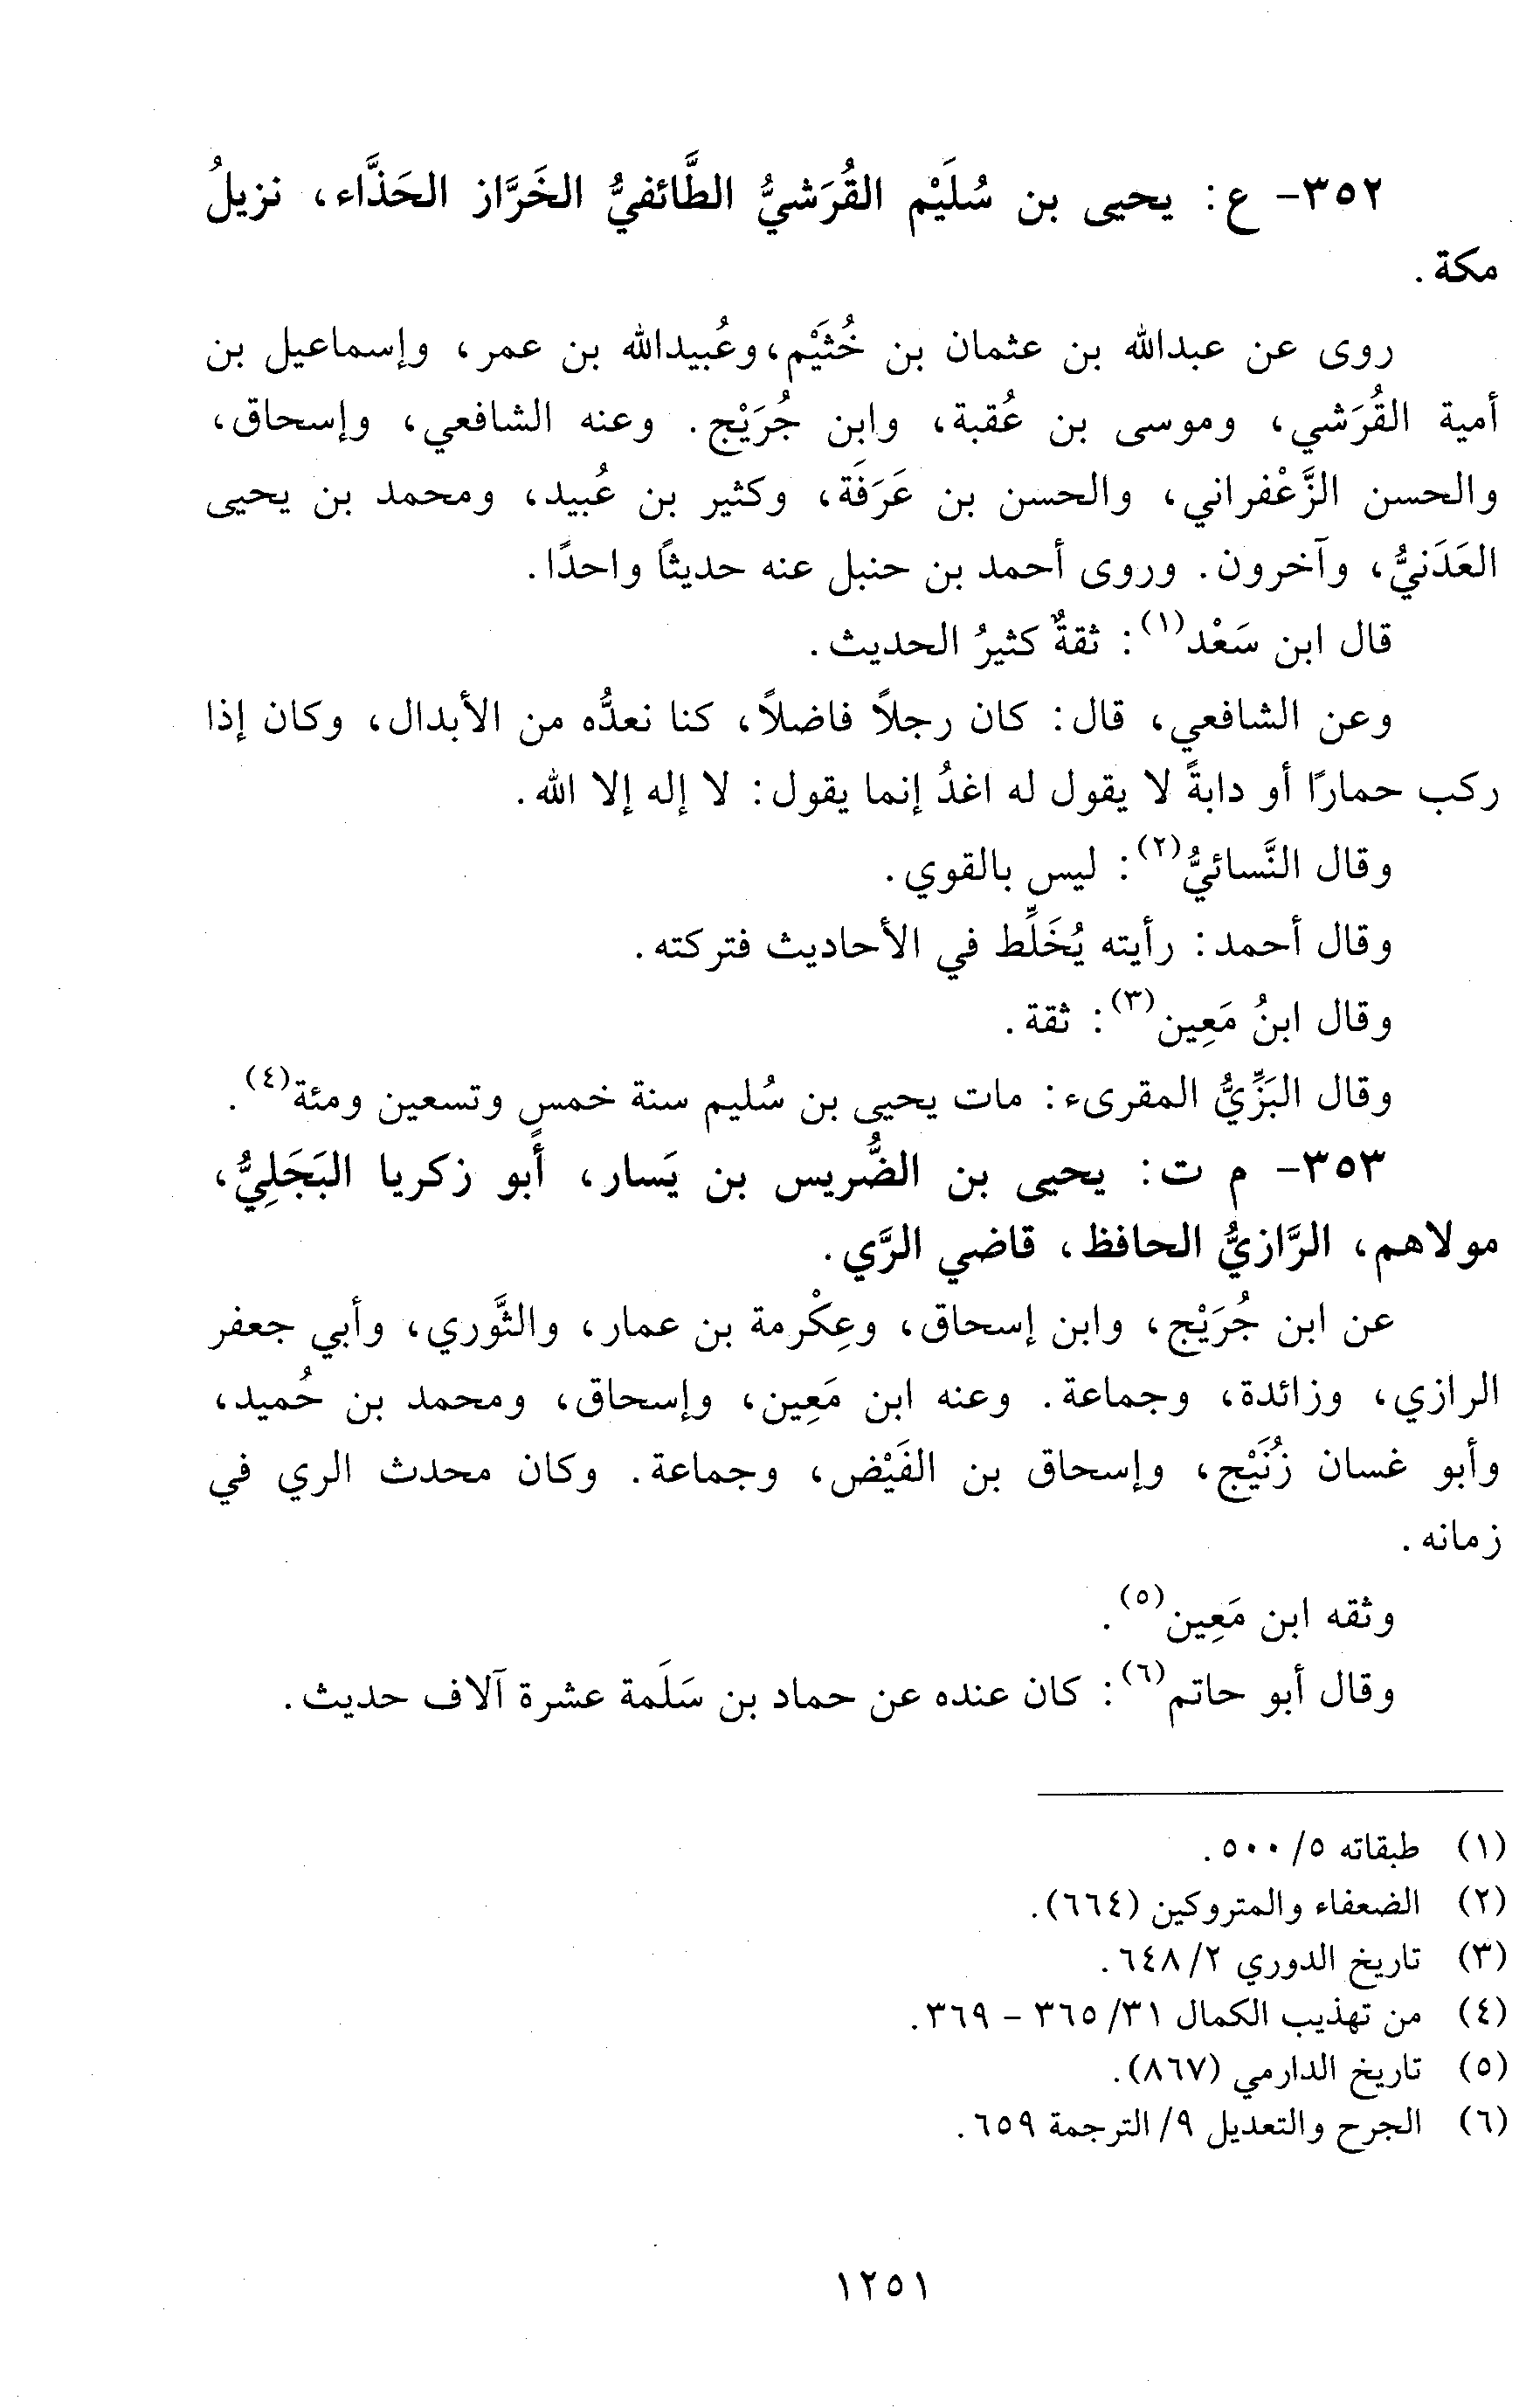 ٣٥٢- ع: يحيى بن سُلَيْم القُرَشيُّ الطَّائفيُّ الخَرَّاز الحَذَّاء، نزيلُ
مكة.
روى عن عبدالله بن عثمان بن خُثَيْم، وعُبيدالله بن عمر، وإسماعيل بن
أمية القُرَشي، وموسى بن عُقبة، وابن جُرَيْج. وعنه الشافعي، وإسحاق،
والحسن الزَّعْفراني، والحسن بن عَرَفَة، وكثير بن عُبيد، ومحمد بن يحيى
العَدَنيُّ، وآخرون. وروى أحمد بن حنبل عنه حديثًا واحدًا.
قال ابن سَعْد(١): ثقةٌ كثيرُ الحديث.
وعن الشافعي، قال: كان رجلاً فاضلاً، كنا نعدُّه من الأبدال، وكان إذا
ركب حمارًا أو دابةً لا يقول له اغدُ إنما يقول: لا إله إلا الله.
وقال النَّسائيُّ(٢): ليس بالقوي.
وقال أحمد: رأيته يُخَلِّط في الأحاديث فتركته.
وقال ابنُ مَعِين(٣): ثقة.
وقال البَزِّيُّ المقرىء: مات يحيى بن سُليم سنة خمسٍ وتسعين ومئة(٤).
٣٥٣- م ت: يحيى بن الضُّريس بن يَسار، أبو زكريا البَجَلِيُّ،
مولاهم، الرَّازيُّ الحافظ، قاضي الرَّي.
عن ابن جُرَيْج، وابن إسحاق، وعِكْرمة بن عمار، والثَّوري، وأبي جعفر
الرازي، وزائدة، وجماعة. وعنه ابن مَعِين، وإسحاق، ومحمد بن حُميد،
وأبو غسان زُنَيْج، وإسحاق بن الفَيْض، وجماعة. وكان محدث الري في
زمانه.
وثقه ابن مَعِين(٥).
وقال أبو حاتم(٦): كان عنده عن حماد بن سَلَمة عشرة آلاف حديث.
(١) طبقاته ٥/ ٥٠٠.
(٢) الضعفاء والمتروكين (٦٦٤).
(٣) تاريخ الدوري ٢/ ٦٤٨.
(٤) من تهذيب الكمال ٣١/ ٣٦٥ - ٣٦٩.
(٥) تاريخ الدارمي (٨٦٧).
(٦) الجرح والتعديل ٩/ الترجمة ٦٥٩.
١٢٥١